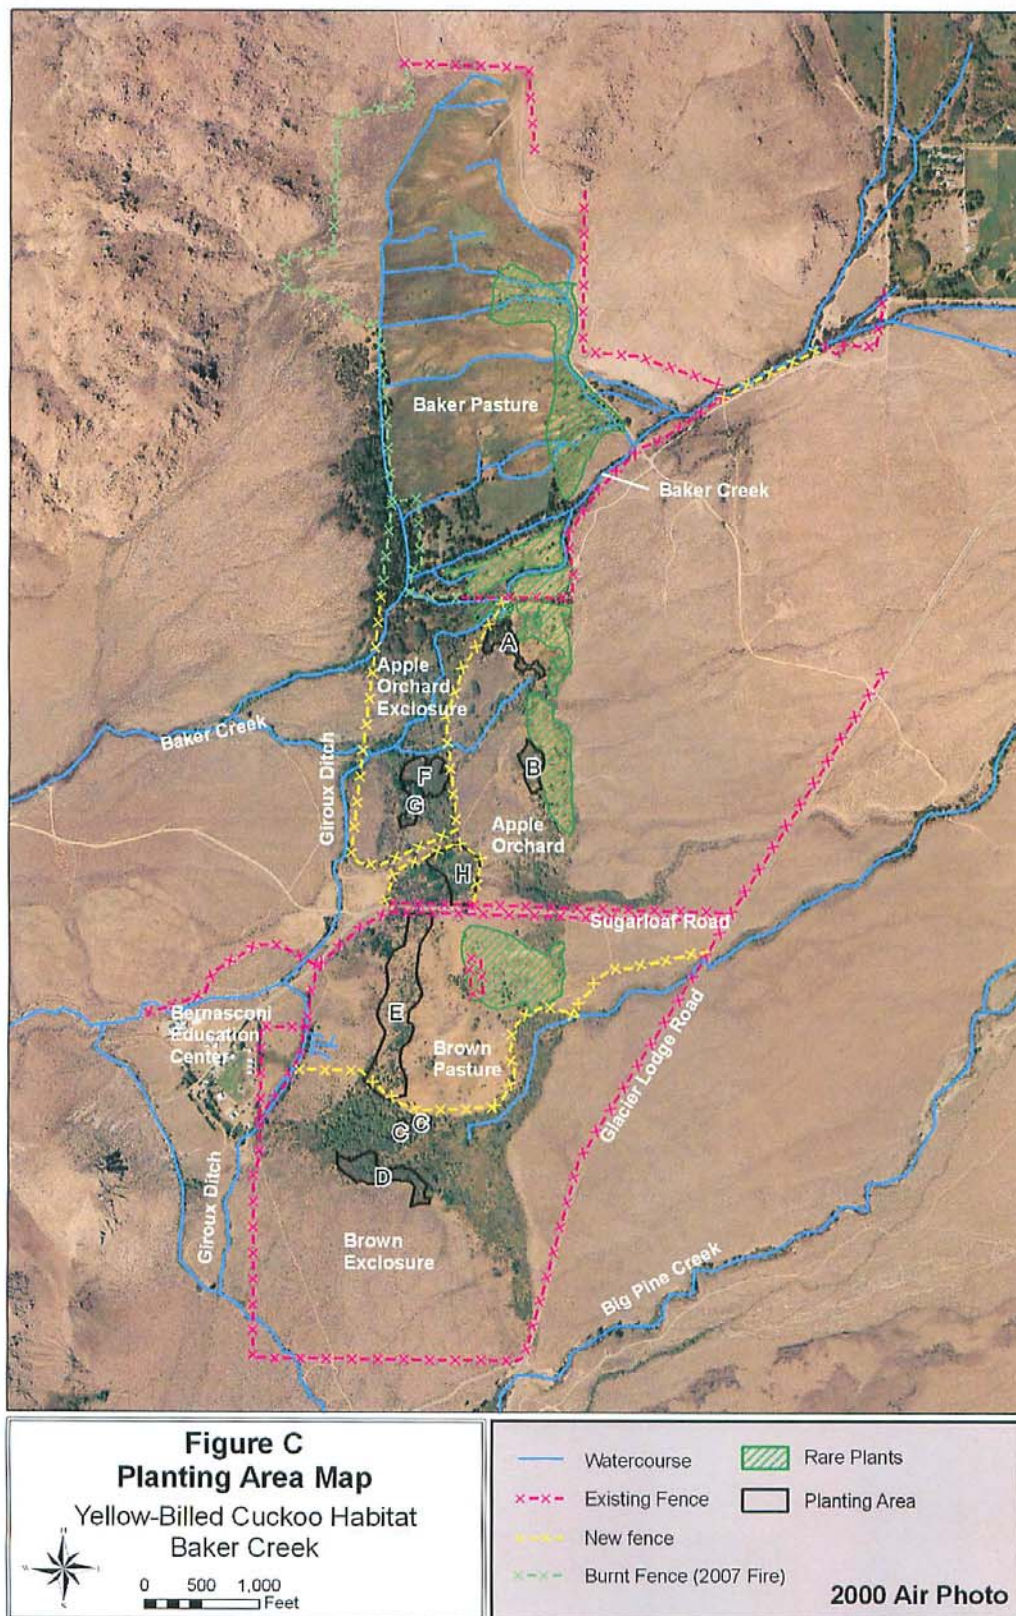 Baker Pasture
Baker Creek
A
Apple
Orchard
Exclosure
Baker Creek
Giroux Ditch
F
B
G
Apple
Orchard
H
Sugarloaf Road
Bernasconi
Education
Center
E
Brown
Pasture
Glacier Lodge Road
C
C
D
Giroux Ditch
Brown
Exclosure
Big Pine Creek
Figure C
Planting Area Map
Yellow-Billed Cuckoo Habitat
Baker Creek
N
W
E
S
0 500 1,000
Feet
Watercourse
Existing Fence
New fence
Burnt Fence (2007 Fire)
Rare Plants
Planting Area
2000 Air Photo